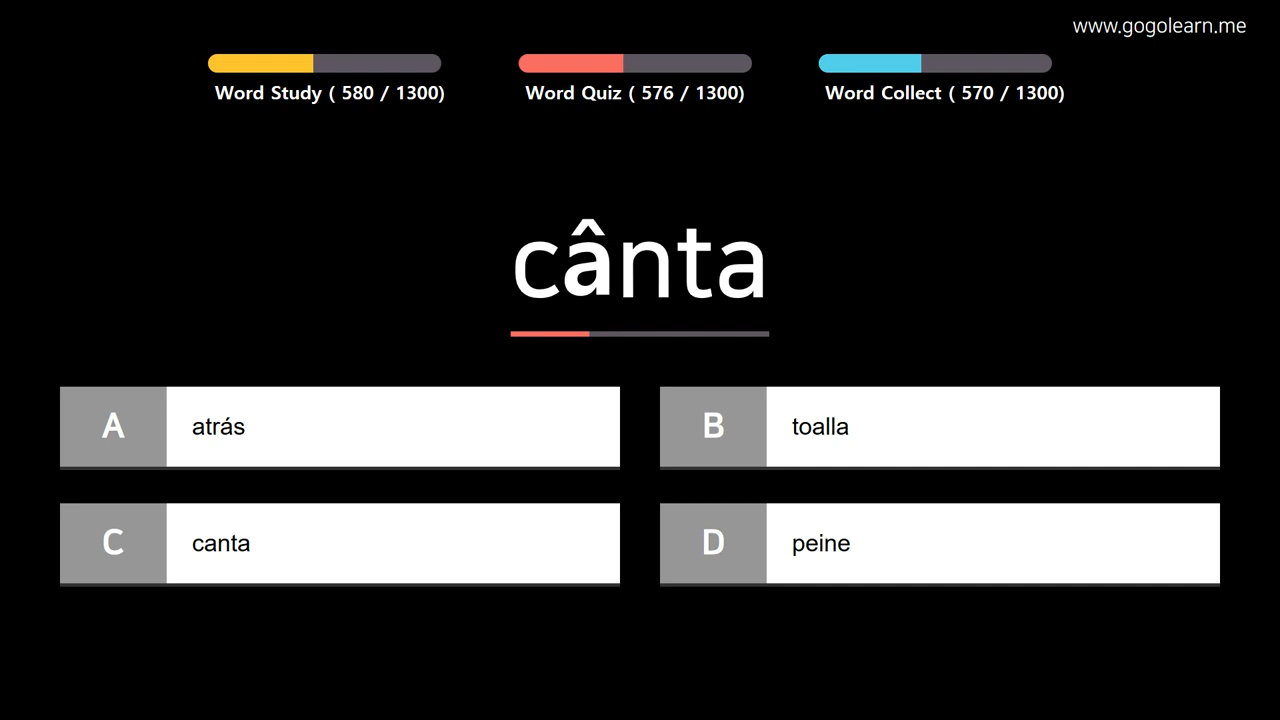 www.gogolearn.me
Word Study ( 580 / 1300)
Word Quiz ( 576 / 1300)
Word Collect ( 570 / 1300)
cânta
A
atrás
B
toalla
C
canta
D
peine